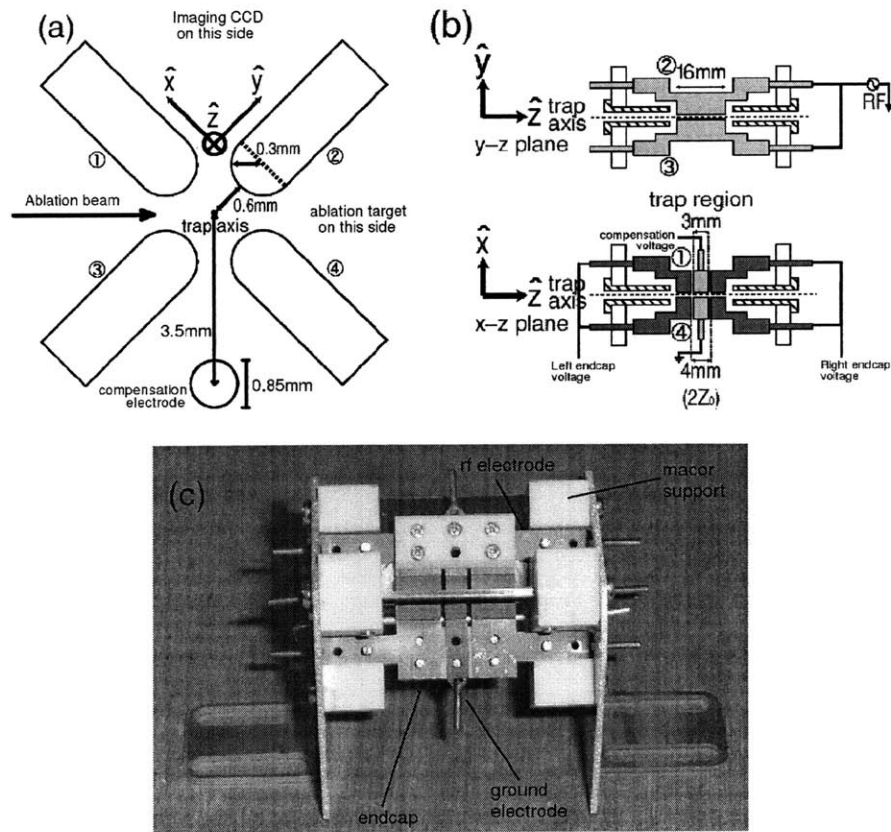 (a)
Imaging CCD
on this side
x̂
ŷ
ẑ
①
②
0.3mm
0.6mm
Ablation beam
trap axis
ablation target
on this side
③
④
3.5mm
compensation
electrode
0.85mm
(b)
ŷ
②
16mm
RF
ẑ trap
axis
y-z plane
③
trap region
3mm
compensation
voltage
x̂
①
ẑ trap
axis
x-z plane
④
Left endcap
voltage
4mm
(2Z₀)
Right endcap
voltage
(c)
rf electrode
macor
support
endcap
ground
electrode